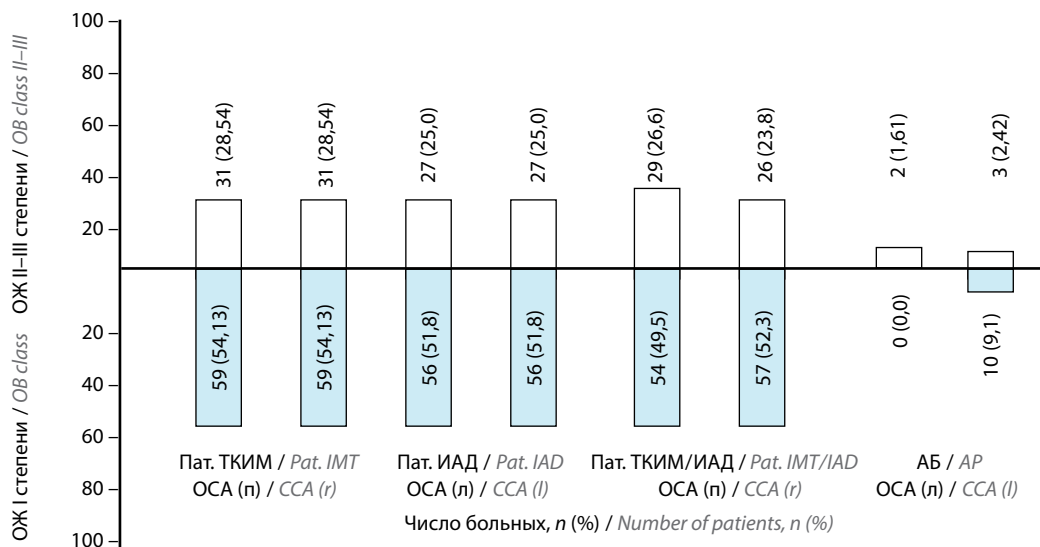 ОЖ II–III степени / OB class II–III
ОЖ I степени / OB class
100
80
60
40
20
20
40
60
80
100
31 (28,54)
31 (28,54)
27 (25,0)
27 (25,0)
29 (26,6)
26 (23,8)
2 (1,61)
3 (2,42)
59 (54,13)
59 (54,13)
56 (51,8)
56 (51,8)
54 (49,5)
57 (52,3)
0 (0,0)
10 (9,1)
Пат. ТКИМ / Pat. IMT
ОСА (п) / CCA (r)
Пат. ИАД / Pat. IAD
ОСА (л) / CCA (l)
Пат. ТКИМ/ИАД / Pat. IMT/IAD
ОСА (п) / CCA (r)
АБ / AP
ОСА (л) / CCA (l)
Число больных, n (%) / Number of patients, n (%)